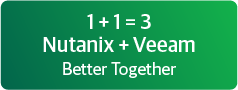 1 + 1 = 3
Nutanix + Veeam
Better Together